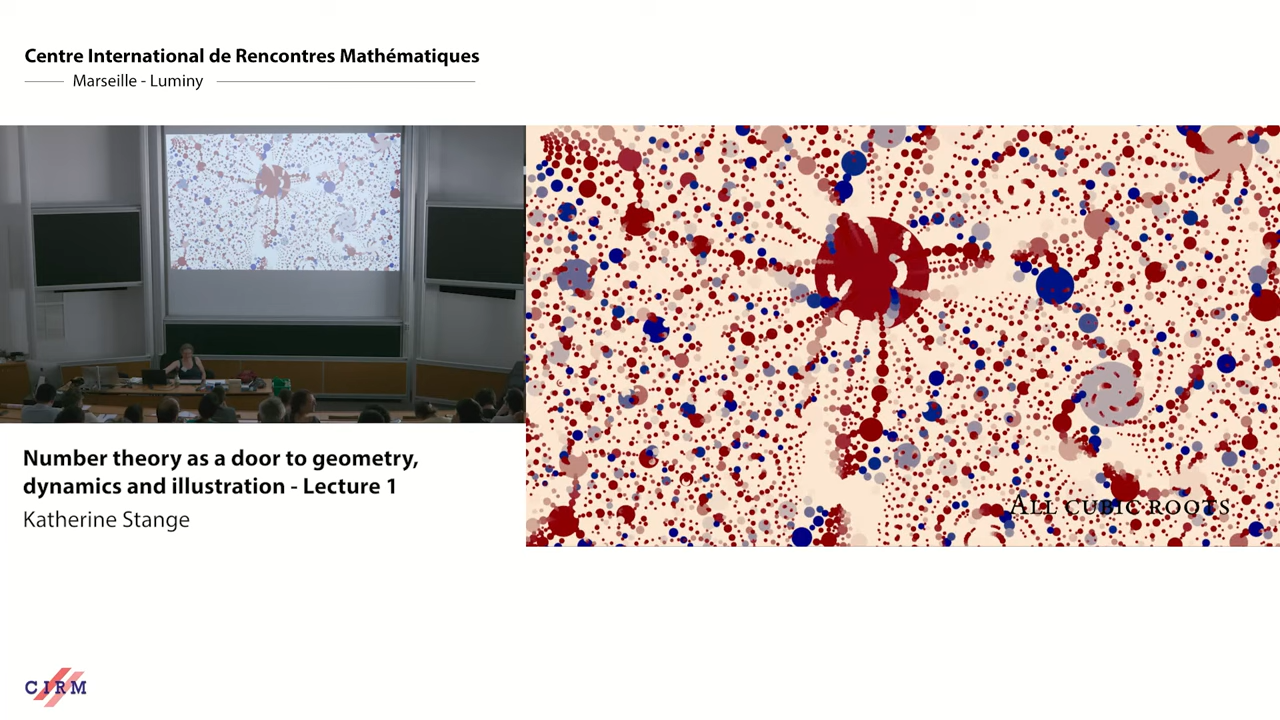 Centre International de Rencontres Mathématiques
Marseille - Luminy
Number theory as a door to geometry,
dynamics and illustration - Lecture 1
Katherine Stange
All cubic roots
CIRM